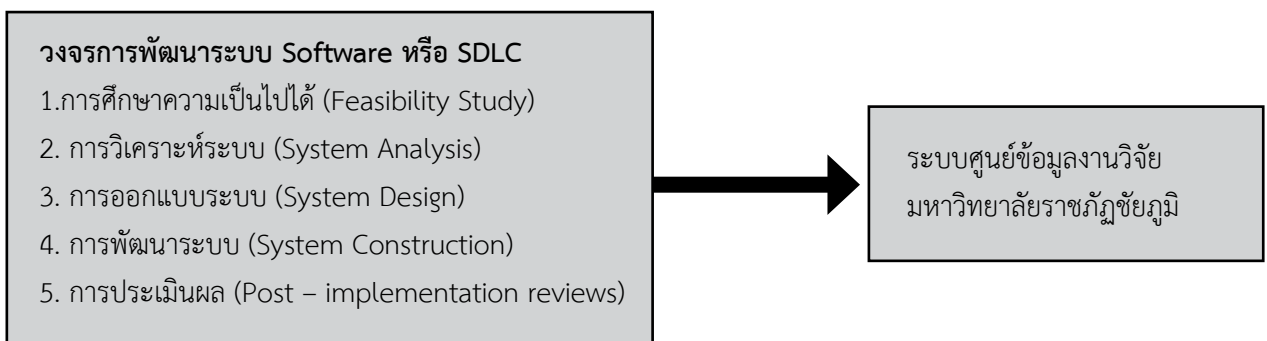 วงจรการพัฒนาระบบ Software หรือ SDLC
1.การศึกษาความเป็นไปได้ (Feasibility Study)
2. การวิเคราะห์ระบบ (System Analysis)
3. การออกแบบระบบ (System Design)
4. การพัฒนาระบบ (System Construction)
5. การประเมินผล (Post – implementation reviews)
ระบบศูนย์ข้อมูลงานวิจัย
มหาวิทยาลัยราชภัฏชัยภูมิ